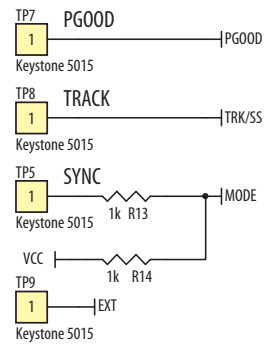 TP7 PGOOD
1 PGOOD
Keystone 5015
TP8 TRACK
1 TRK/SS
Keystone 5015
TP5 SYNC
1 MODE
1k R13
Keystone 5015
VCC
1k R14
TP9
1 EXT
Keystone 5015